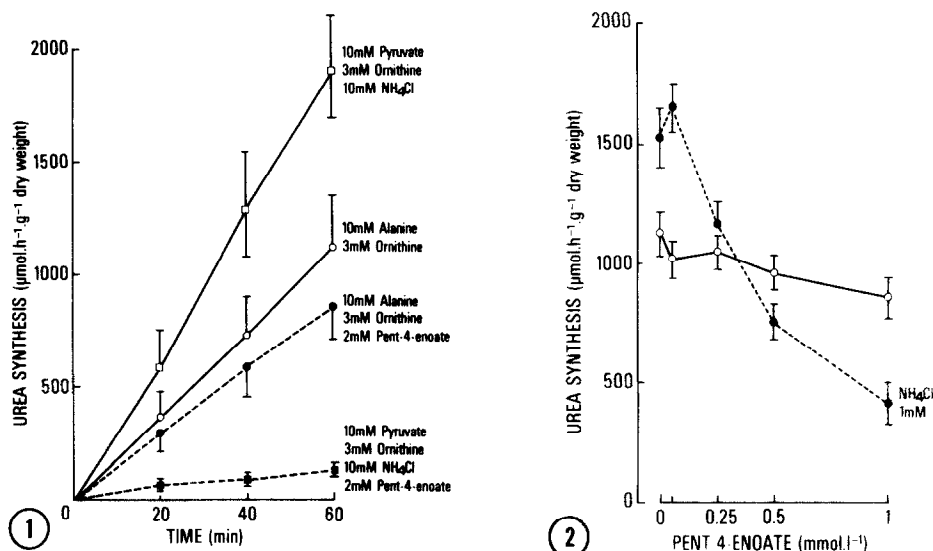 2000
1500
1000
500
0
20
40
60
UREA SYNTHESIS (µmol.h⁻¹.g⁻¹ dry weight)
TIME (min)
10mM Pyruvate
3mM Ornithine
10mM NH₄Cl
10mM Alanine
3mM Ornithine
10mM Alanine
3mM Ornithine
2mM Pent-4-enoate
10mM Pyruvate
3mM Ornithine
10mM NH₄Cl
2mM Pent-4-enoate
1
2000
1500
1000
500
0
0
0.25
0.5
1
UREA SYNTHESIS (µmol.h⁻¹.g⁻¹ dry weight)
PENT 4-ENOATE (mmol.l⁻¹)
NH₄Cl
1mM
2